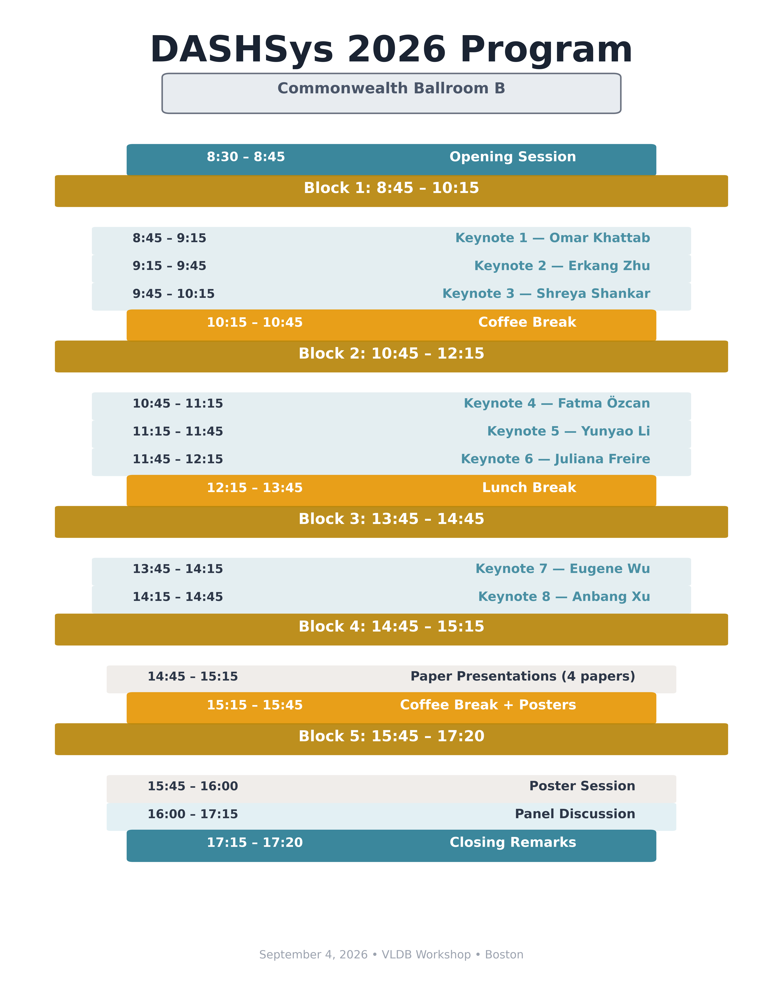 DASHSys 2026 Program
Commonwealth Ballroom B
8:30 – 8:45 Opening Session
Block 1: 8:45 – 10:15
8:45 – 9:15 Keynote 1 — Omar Khattab
9:15 – 9:45 Keynote 2 — Erkang Zhu
9:45 – 10:15 Keynote 3 — Shreya Shankar
10:15 – 10:45 Coffee Break
Block 2: 10:45 – 12:15
10:45 – 11:15 Keynote 4 — Fatma Özcan
11:15 – 11:45 Keynote 5 — Yunyao Li
11:45 – 12:15 Keynote 6 — Juliana Freire
12:15 – 13:45 Lunch Break
Block 3: 13:45 – 14:45
13:45 – 14:15 Keynote 7 — Eugene Wu
14:15 – 14:45 Keynote 8 — Anbang Xu
Block 4: 14:45 – 15:15
14:45 – 15:15 Paper Presentations (4 papers)
15:15 – 15:45 Coffee Break + Posters
Block 5: 15:45 – 17:20
15:45 – 16:00 Poster Session
16:00 – 17:15 Panel Discussion
17:15 – 17:20 Closing Remarks
September 4, 2026 • VLDB Workshop • Boston